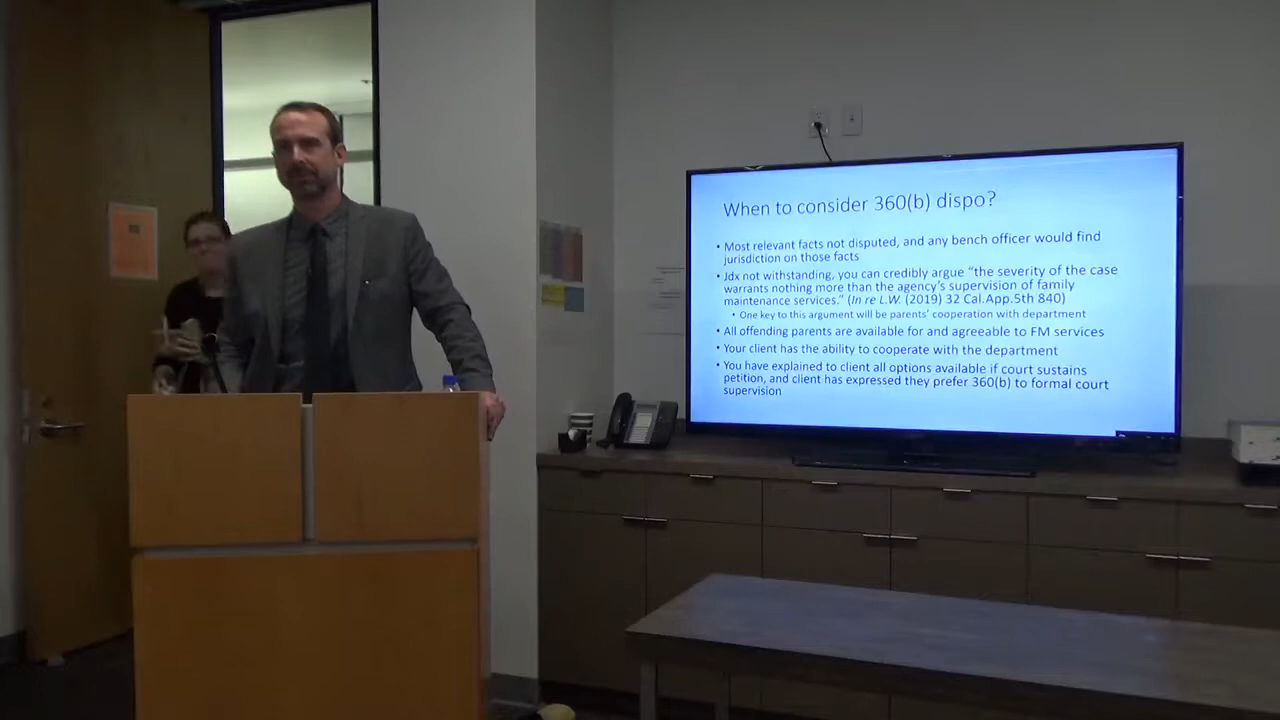 When to consider 360(b) dispo?
• Most relevant facts not disputed, and any bench officer would find
jurisdiction on those facts
• Jdx not withstanding, you can credibly argue “the severity of the case
warrants nothing more than the agency’s supervision of family
maintenance services.” (In re L.W. (2019) 32 Cal.App.5th 840)
• One key to this argument will be parents’ cooperation with department
• All offending parents are available for and agreeable to FM services
• Your client has the ability to cooperate with the department
• You have explained to client all options available if court sustains
petition, and client has expressed they prefer 360(b) to formal court
supervision